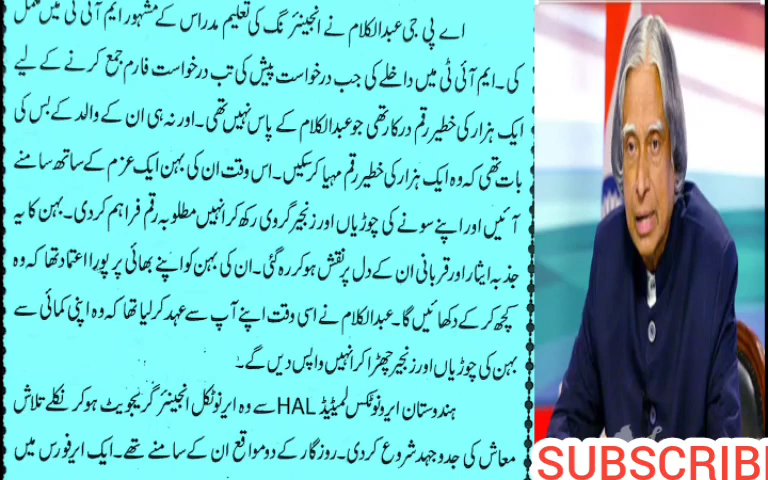 اے پی جی عبدالکلام نے انجینئرنگ کی تعلیم مدراس کے مشہور ایم آئی ٹی میں مکمل
کی۔ ایم آئی ٹی میں داخلے کی جب درخواست پیش کی تب درخواست فارم جمع کرنے کے لیے
ایک ہزار کی خطیر رقم درکار تھی جو عبدالکلام کے پاس نہیں تھی۔ اور نہ ہی ان کے والد کے بس کی
بات تھی کہ وہ ایک ہزار کی خطیر رقم مہیا کر سکیں۔ اس وقت ان کی بہن ایک عزم کے ساتھ سامنے
آئیں اور اپنے سونے کی چوڑیاں اور زنجیر گروی رکھ کر انہیں مطلوبہ رقم فراہم کر دی۔ بہن کا یہ
جذبہ ایثار اور قربانی ان کے دل پر نقش ہو کر رہ گئی۔ ان کی بہن کو اپنے بھائی پر پورا اعتماد تھا کہ وہ
کچھ کر کے دکھائیں گا۔ عبدالکلام نے اسی وقت اپنے آپ سے عہد کر لیا تھا کہ وہ اپنی کمائی سے
بہن کی چوڑیاں اور زنجیر چھڑا کر انہیں واپس دیں گے۔
ہندوستان ایرونوٹکس لمیٹیڈ HAL سے وہ ایرنوٹکل انجینئر گریجویٹ ہو کر نکلے تلاش
معاش کی جدوجہد شروع کر دی۔ روزگار کے دو مواقع ان کے سامنے تھے۔ ایک ایرفورس میں
SUBSCRIBE